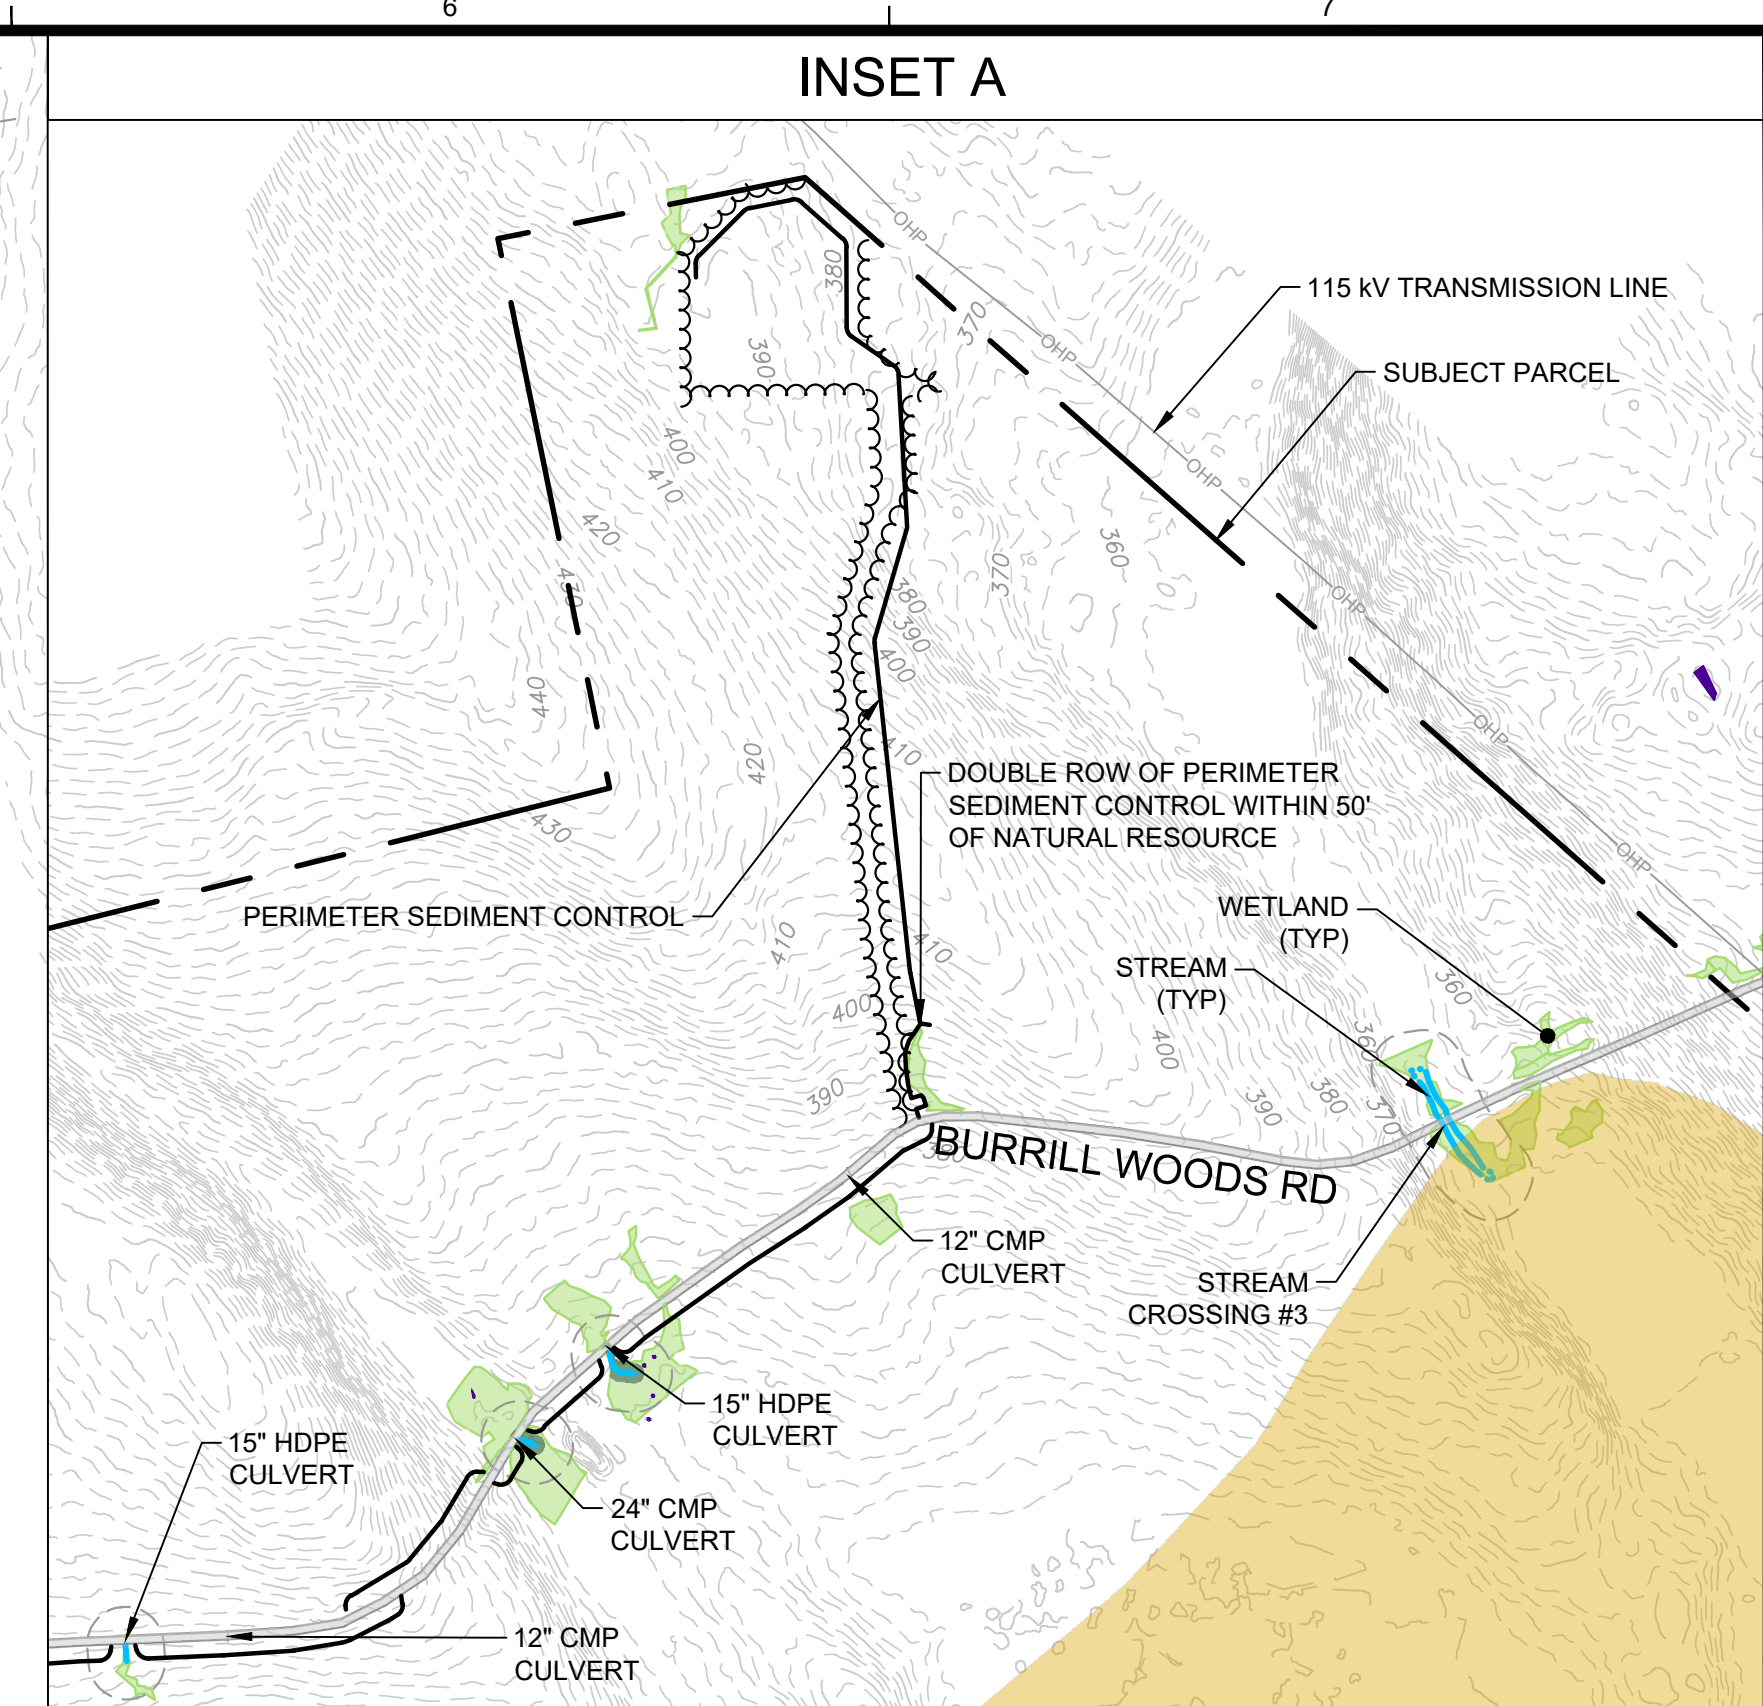 6
7
INSET A
OHP
380
115 kV TRANSMISSION LINE
370
OHP
390
SUBJECT PARCEL
400
410
OHP
420
360
370
430
OHP
380
390
400
440
OHP
410
420
DOUBLE ROW OF PERIMETER
SEDIMENT CONTROL WITHIN 50'
OF NATURAL RESOURCE
430
OHP
PERIMETER SEDIMENT CONTROL
WETLAND
(TYP)
410
410
STREAM
(TYP)
360
400
360
400
390
390
380
370
380
BURRILL WOODS RD
12" CMP
CULVERT
STREAM
CROSSING #3
15" HDPE
CULVERT
15" HDPE
CULVERT
24" CMP
CULVERT
12" CMP
CULVERT